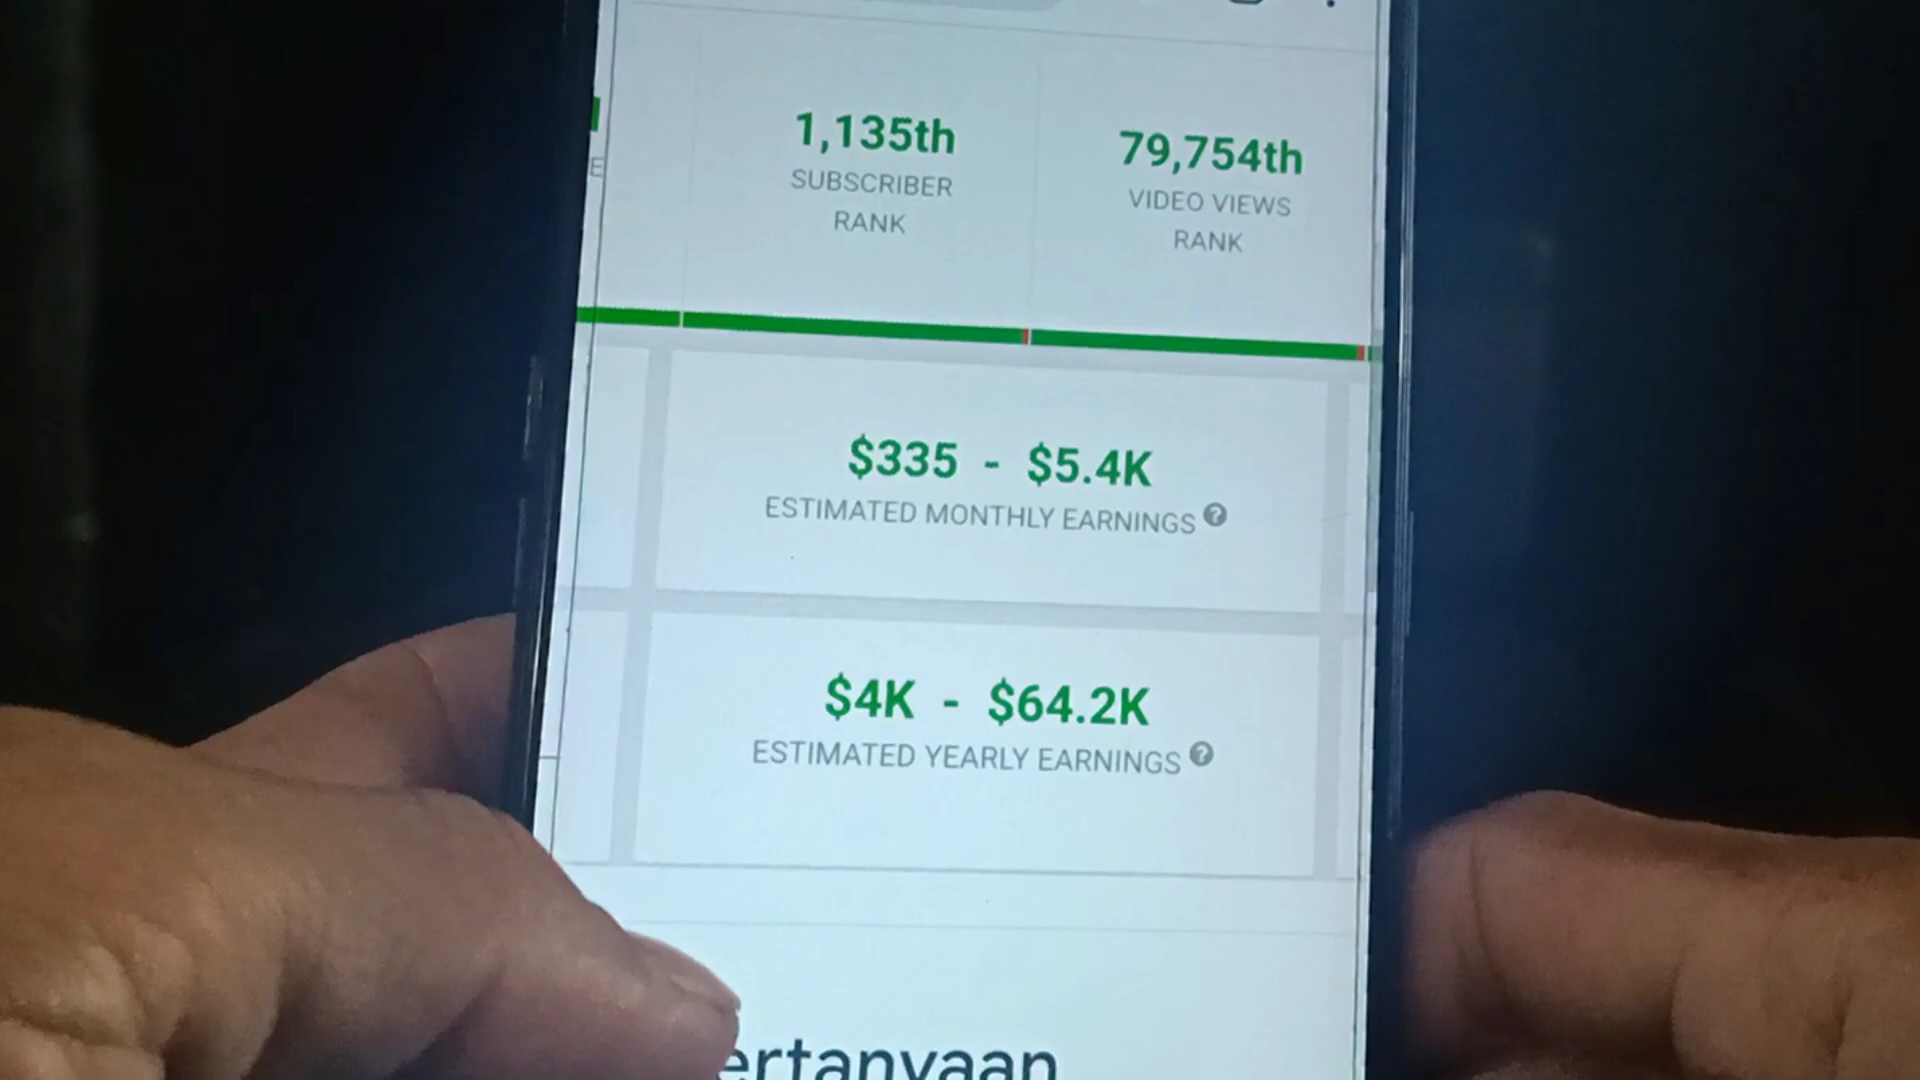 E
1,135th
SUBSCRIBER
RANK
79,754th
VIDEO VIEWS
RANK
$335 - $5.4K
ESTIMATED MONTHLY EARNINGS ?
$4K - $64.2K
ESTIMATED YEARLY EARNINGS ?
ertanyaan